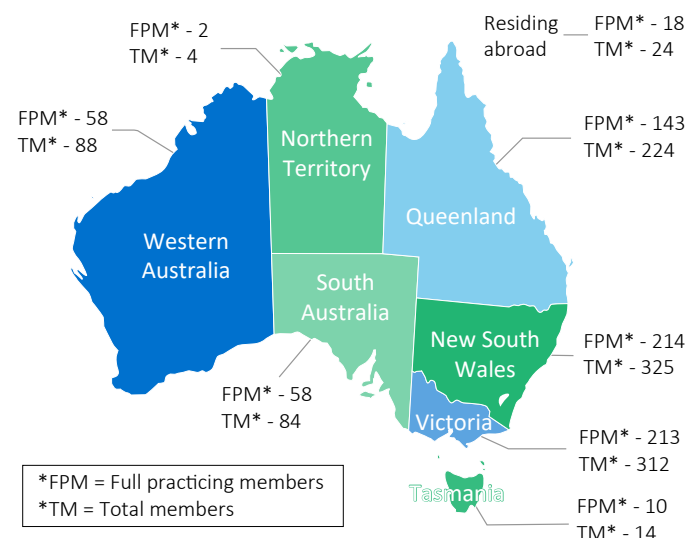 FPM* - 2
TM* - 4
Residing
abroad
FPM* - 18
TM* - 24
FPM* - 58
TM* - 88
FPM* - 143
TM* - 224
Northern
Territory
Queenland
Western
Australia
South
Australia
New South
Wales
FPM* - 214
TM* - 325
FPM* - 58
TM* - 84
Victoria
FPM* - 213
TM* - 312
*FPM = Full practicing members
*TM = Total members
Tasmania
FPM* - 10
TM* - 14